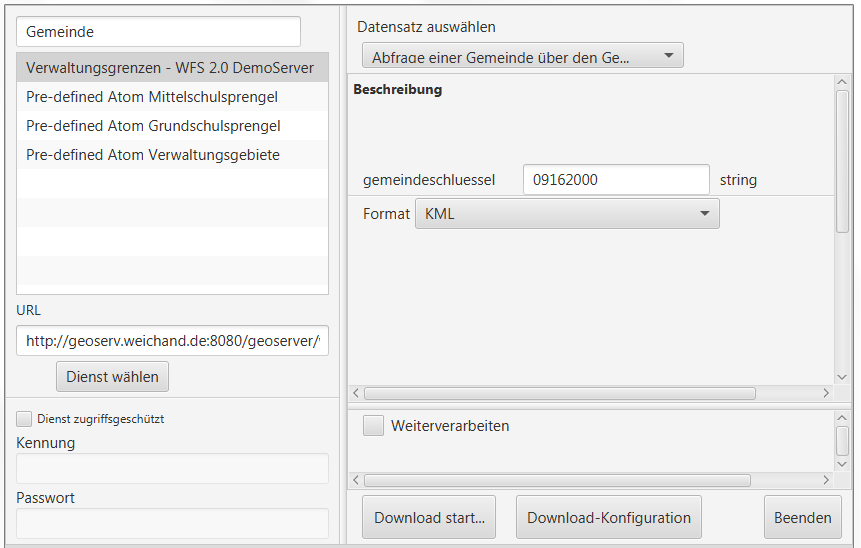 Gemeinde
Verwaltungsgrenzen - WFS 2.0 DemoServer
Pre-defined Atom Mittelschulsprengel
Pre-defined Atom Grundschulsprengel
Pre-defined Atom Verwaltungsgebiete
URL
http://geoserv.weichand.de:8080/geoserver/
Dienst wählen
Dienst zugriffsgeschützt
Kennung
Passwort
Datensatz auswählen
Abfrage einer Gemeinde über den Ge...
Beschreibung
gemeindeschluessel 09162000 string
Format KML
Weiterverarbeiten
Download start... Download-Konfiguration Beenden